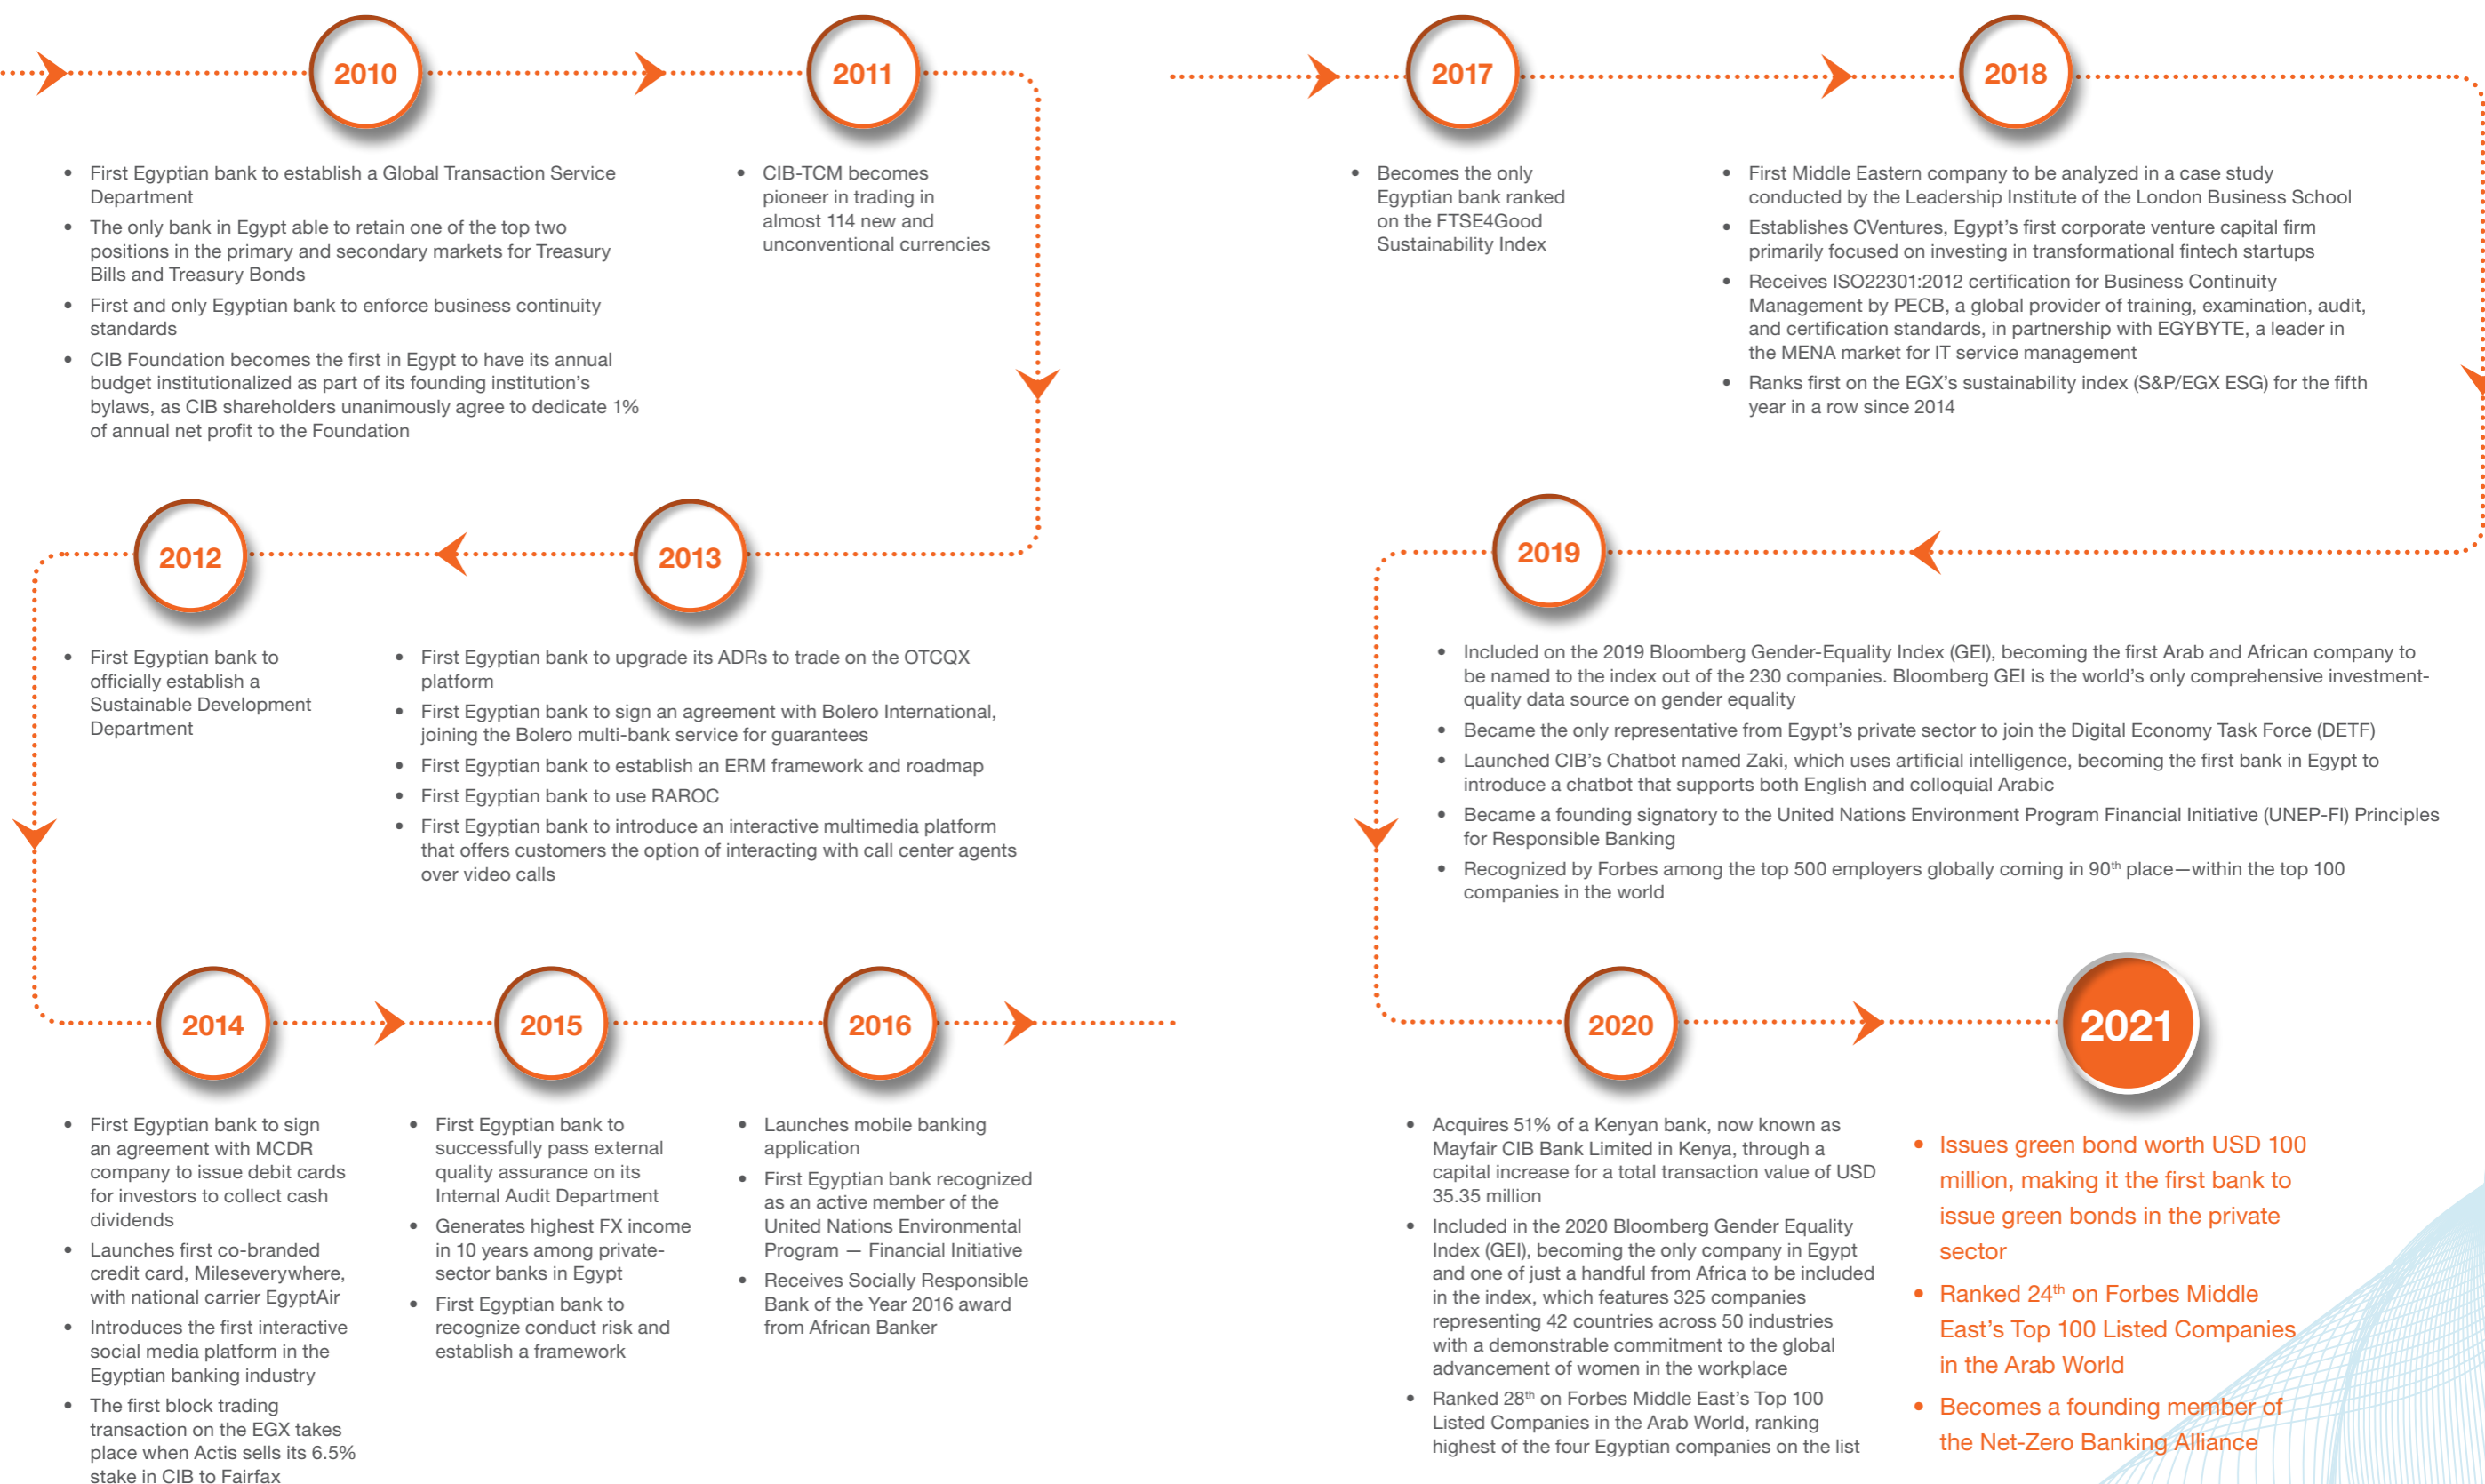 2010
• First Egyptian bank to establish a Global Transaction Service
Department
• The only bank in Egypt able to retain one of the top two
positions in the primary and secondary markets for Treasury
Bills and Treasury Bonds
• First and only Egyptian bank to enforce business continuity
standards
• CIB Foundation becomes the first in Egypt to have its annual
budget institutionalized as part of its founding institution's
bylaws, as CIB shareholders unanimously agree to dedicate 1%
of annual net profit to the Foundation
2011
• CIB-TCM becomes
pioneer in trading in
almost 114 new and
unconventional currencies
2012
• First Egyptian bank to
officially establish a
Sustainable Development
Department
2013
• First Egyptian bank to upgrade its ADRs to trade on the OTCQX
platform
• First Egyptian bank to sign an agreement with Bolero International,
joining the Bolero multi-bank service for guarantees
• First Egyptian bank to establish an ERM framework and roadmap
• First Egyptian bank to use RAROC
• First Egyptian bank to introduce an interactive multimedia platform
that offers customers the option of interacting with call center agents
over video calls
2014
• First Egyptian bank to sign
an agreement with MCDR
company to issue debit cards
for investors to collect cash
dividends
• Launches first co-branded
credit card, Mileseverywhere,
with national carrier EgyptAir
• Introduces the first interactive
social media platform in the
Egyptian banking industry
• The first block trading
transaction on the EGX takes
place when Actis sells its 6.5%
stake in CIB to Fairfax
2015
• First Egyptian bank to
successfully pass external
quality assurance on its
Internal Audit Department
• Generates highest FX income
in 10 years among private-
sector banks in Egypt
• First Egyptian bank to
recognize conduct risk and
establish a framework
2016
• Launches mobile banking
application
• First Egyptian bank recognized
as an active member of the
United Nations Environmental
Program — Financial Initiative
• Receives Socially Responsible
Bank of the Year 2016 award
from African Banker
2017
• Becomes the only
Egyptian bank ranked
on the FTSE4Good
Sustainability Index
2018
• First Middle Eastern company to be analyzed in a case study
conducted by the Leadership Institute of the London Business School
• Establishes CVentures, Egypt's first corporate venture capital firm
primarily focused on investing in transformational fintech startups
• Receives ISO22301:2012 certification for Business Continuity
Management by PECB, a global provider of training, examination, audit,
and certification standards, in partnership with EGYBYTE, a leader in
the MENA market for IT service management
• Ranks first on the EGX's sustainability index (S&P/EGX ESG) for the fifth
year in a row since 2014
2019
• Included on the 2019 Bloomberg Gender-Equality Index (GEI), becoming the first Arab and African company to
be named to the index out of the 230 companies. Bloomberg GEI is the world's only comprehensive investment-
quality data source on gender equality
• Became the only representative from Egypt's private sector to join the Digital Economy Task Force (DETF)
• Launched CIB's Chatbot named Zaki, which uses artificial intelligence, becoming the first bank in Egypt to
introduce a chatbot that supports both English and colloquial Arabic
• Became a founding signatory to the United Nations Environment Program Financial Initiative (UNEP-FI) Principles
for Responsible Banking
• Recognized by Forbes among the top 500 employers globally coming in 90th place—within the top 100
companies in the world
2020
• Acquires 51% of a Kenyan bank, now known as
Mayfair CIB Bank Limited in Kenya, through a
capital increase for a total transaction value of USD
35.35 million
• Included in the 2020 Bloomberg Gender Equality
Index (GEI), becoming the only company in Egypt
and one of just a handful from Africa to be included
in the index, which features 325 companies
representing 42 countries across 50 industries
with a demonstrable commitment to the global
advancement of women in the workplace
• Ranked 28th on Forbes Middle East's Top 100
Listed Companies in the Arab World, ranking
highest of the four Egyptian companies on the list
2021
• Issues green bond worth USD 100
million, making it the first bank to
issue green bonds in the private
sector
• Ranked 24th on Forbes Middle
East's Top 100 Listed Companies
in the Arab World
• Becomes a founding member of
the Net-Zero Banking Alliance